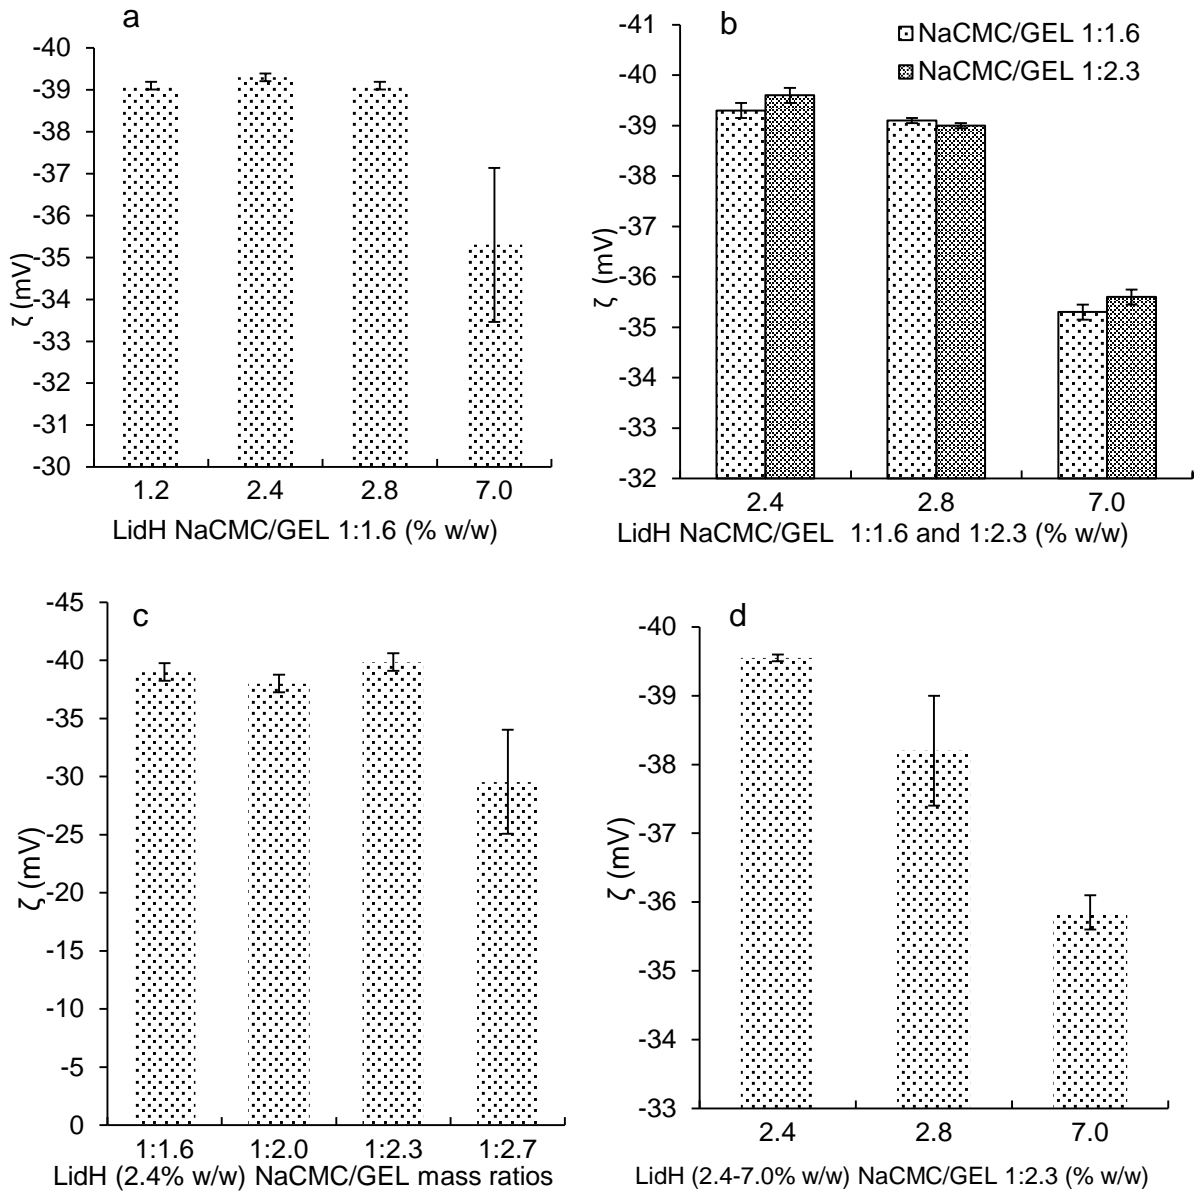 a
-40
-39
-38
-37
-36
-35
-34
-33
-32
-31
-30
ζ (mV)
1.2 2.4 2.8 7.0
LidH NaCMC/GEL 1:1.6 (% w/w)
b
NaCMC/GEL 1:1.6
NaCMC/GEL 1:2.3
-41
-40
-39
-38
-37
-36
-35
-34
-33
-32
ζ (mV)
2.4 2.8 7.0
LidH NaCMC/GEL 1:1.6 and 1:2.3 (% w/w)
c
-45
-40
-35
-30
-25
-20
-15
-10
-5
0
ζ (mV)
1:1.6 1:2.0 1:2.3 1:2.7
LidH (2.4% w/w) NaCMC/GEL mass ratios
d
-40
-39
-38
-37
-36
-35
-34
-33
ζ (mV)
2.4 2.8 7.0
LidH (2.4-7.0% w/w) NaCMC/GEL 1:2.3 (% w/w)